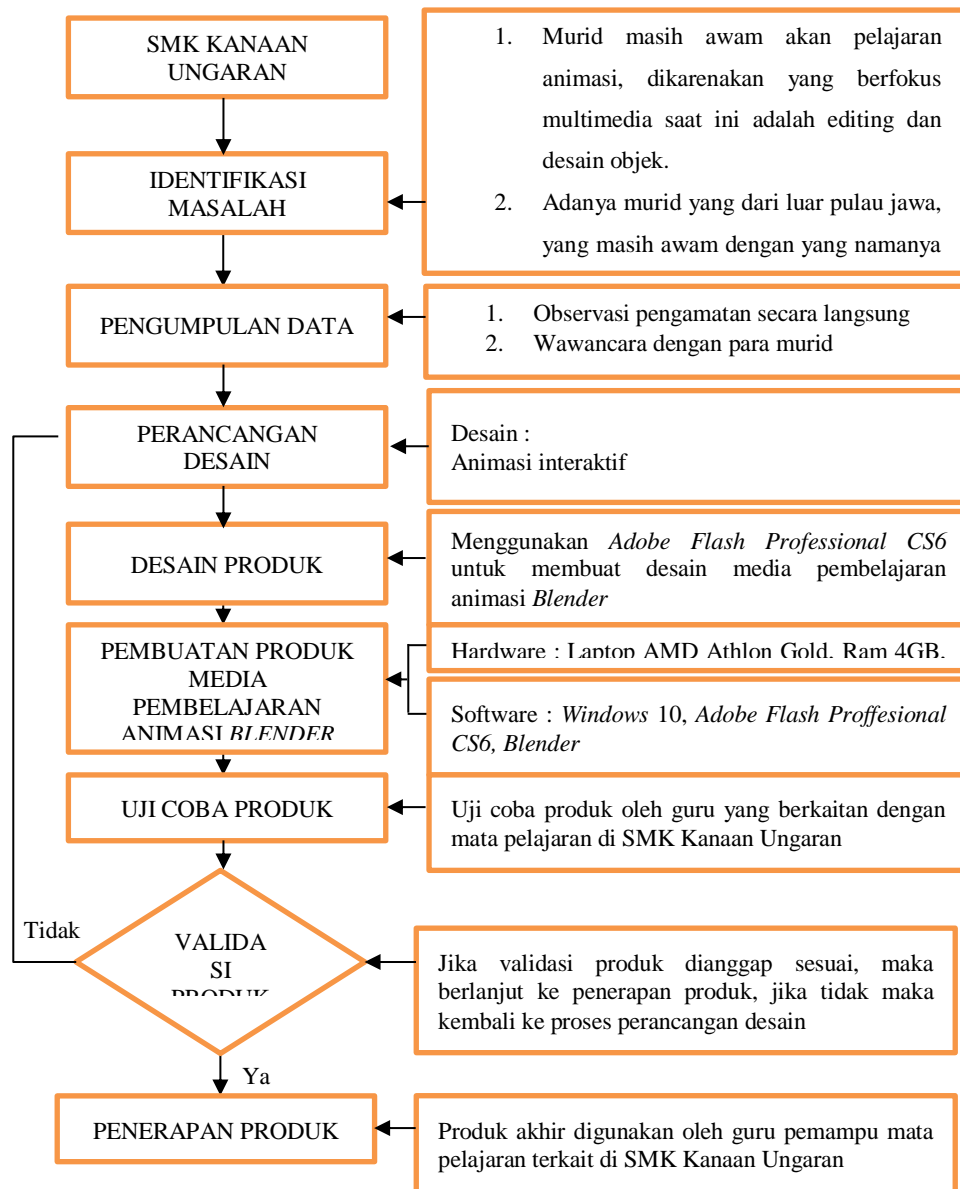 SMK KANAAN
UNGARAN
1. Murid masih awam akan pelajaran
animasi, dikarenakan yang berfokus
multimedia saat ini adalah editing dan
desain objek.
2. Adanya murid yang dari luar pulau jawa,
yang masih awam dengan yang namanya
IDENTIFIKASI
MASALAH
PENGUMPULAN DATA
1. Observasi pengamatan secara langsung
2. Wawancara dengan para murid
PERANCANGAN
DESAIN
Desain :
Animasi interaktif
DESAIN PRODUK
Menggunakan Adobe Flash Professional CS6
untuk membuat desain media pembelajaran
animasi Blender
PEMBUATAN PRODUK
MEDIA
PEMBELAJARAN
ANIMASI BLENDER
Hardware : Laptop AMD Athlon Gold, Ram 4GB,
Software : Windows 10, Adobe Flash Proffesional
CS6, Blender
UJI COBA PRODUK
Uji coba produk oleh guru yang berkaitan dengan
mata pelajaran di SMK Kanaan Ungaran
Tidak
VALIDA
SI
PRODUK
Jika validasi produk dianggap sesuai, maka
berlanjut ke penerapan produk, jika tidak maka
kembali ke proses perancangan desain
Ya
PENERAPAN PRODUK
Produk akhir digunakan oleh guru pemampu mata
pelajaran terkait di SMK Kanaan Ungaran